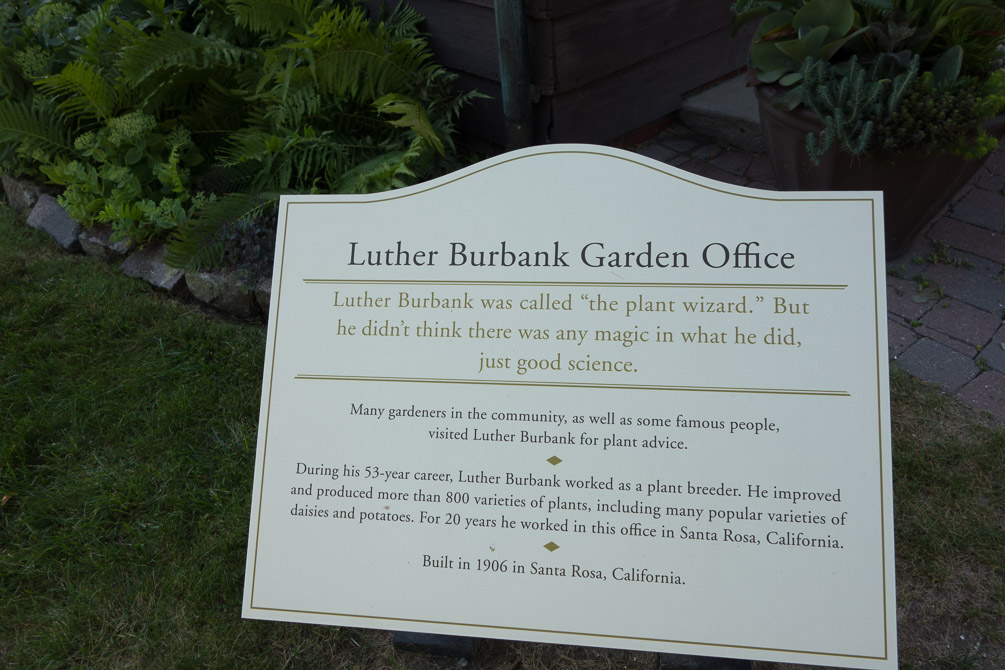 Luther Burbank Garden Office
Luther Burbank was called “the plant wizard.” But
he didn’t think there was any magic in what he did,
just good science.
Many gardeners in the community, as well as some famous people,
visited Luther Burbank for plant advice.
During his 53-year career, Luther Burbank worked as a plant breeder. He improved
and produced more than 800 varieties of plants, including many popular varieties of
daisies and potatoes. For 20 years he worked in this office in Santa Rosa, California.
Built in 1906 in Santa Rosa, California.